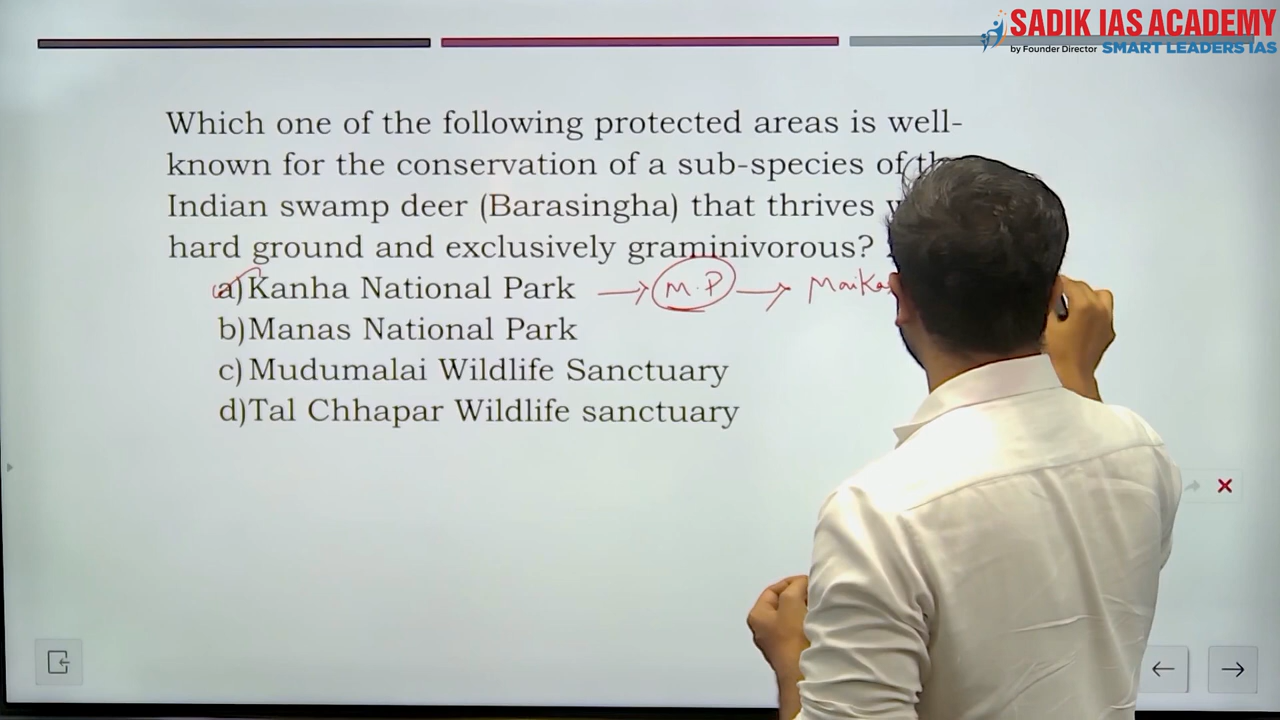 SADIK IAS ACADEMY
by Founder Director SMART LEADERS IAS
Which one of the following protected areas is well-
known for the conservation of a sub-species of
Indian swamp deer (Barasingha) that thrives
hard ground and exclusively graminivorous?
a) Kanha National Park → M.P →
b) Manas National Park
c) Mudumalai Wildlife Sanctuary
d) Tal Chhapar Wildlife sanctuary